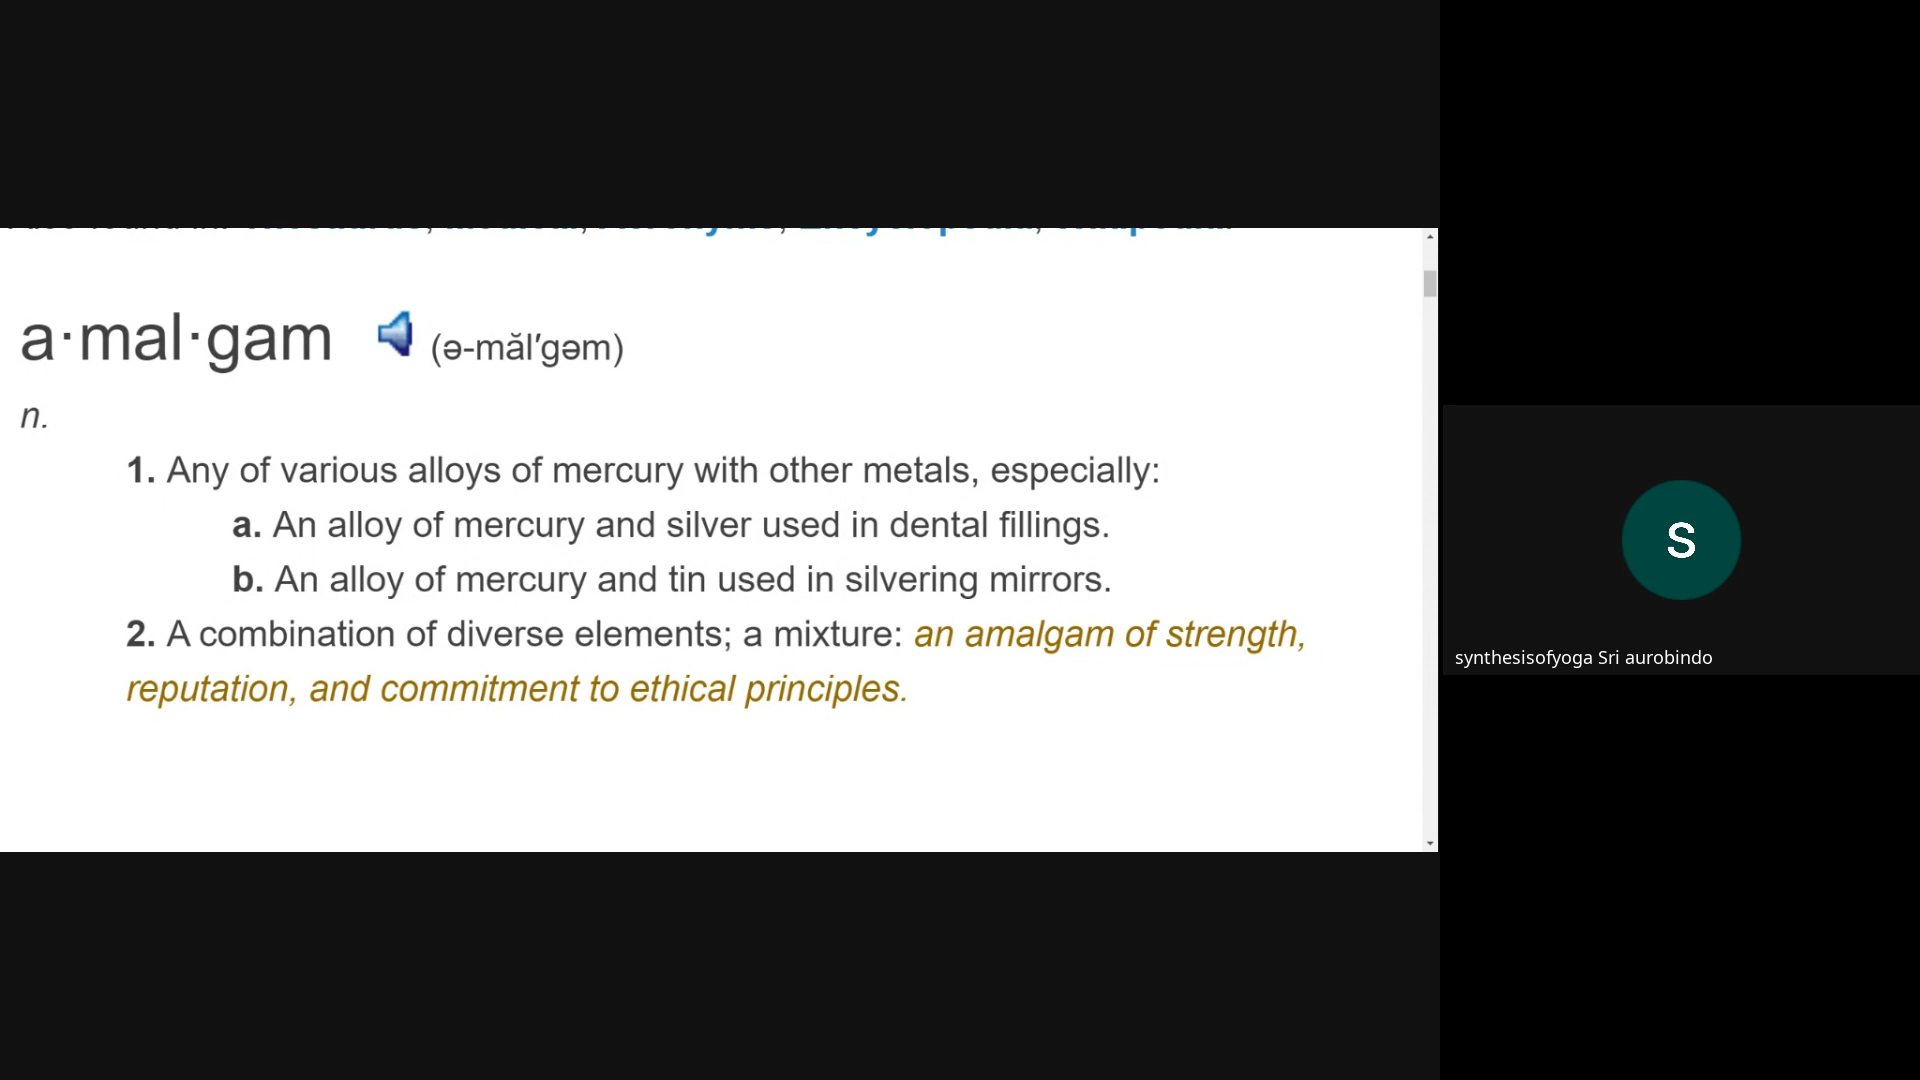 a·mal·gam (ə-măl′gəm)
n.
1. Any of various alloys of mercury with other metals, especially:
a. An alloy of mercury and silver used in dental fillings.
b. An alloy of mercury and tin used in silvering mirrors.
2. A combination of diverse elements; a mixture: an amalgam of strength,
reputation, and commitment to ethical principles.
S
synthesisofyoga Sri aurobindo